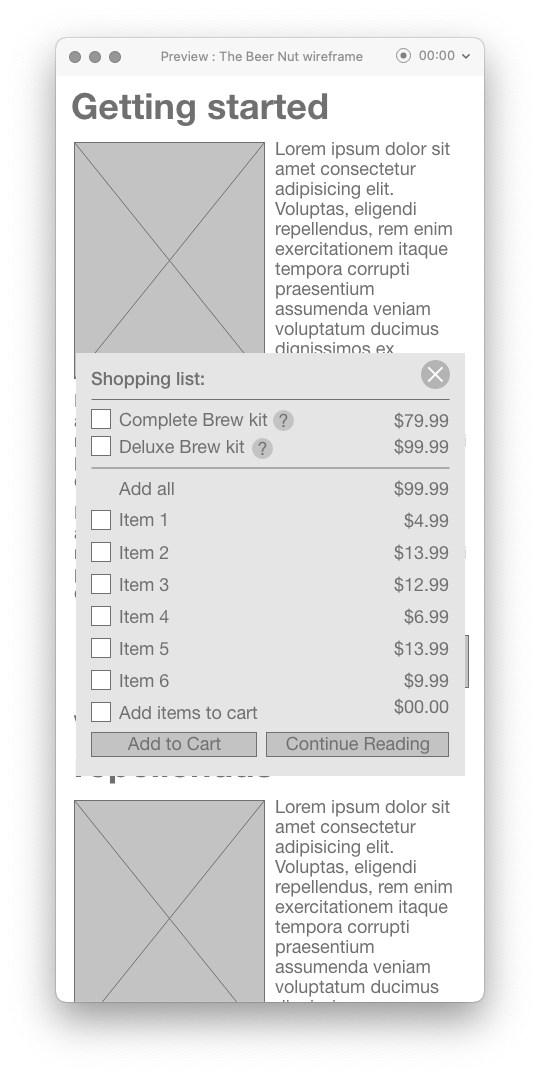 Preview : The Beer Nut wireframe
00:00
Getting started
Lorem ipsum dolor sit
amet consectetur
adipisicing elit.
Voluptas, eligendi
repellendus, rem enim
exercitationem itaque
tempora corrupti
praesentium
assumenda veniam
voluptatum ducimus
dignissimos ex
Shopping list:
Complete Brew kit ? $79.99
Deluxe Brew kit ? $99.99
Add all $99.99
Item 1 $4.99
Item 2 $13.99
Item 3 $12.99
Item 4 $6.99
Item 5 $13.99
Item 6 $9.99
Add items to cart $00.00
Add to Cart Continue Reading
repellendus
Lorem ipsum dolor sit
amet consectetur
adipisicing elit.
Voluptas, eligendi
repellendus, rem enim
exercitationem itaque
tempora corrupti
praesentium
assumenda veniam
voluptatum ducimus